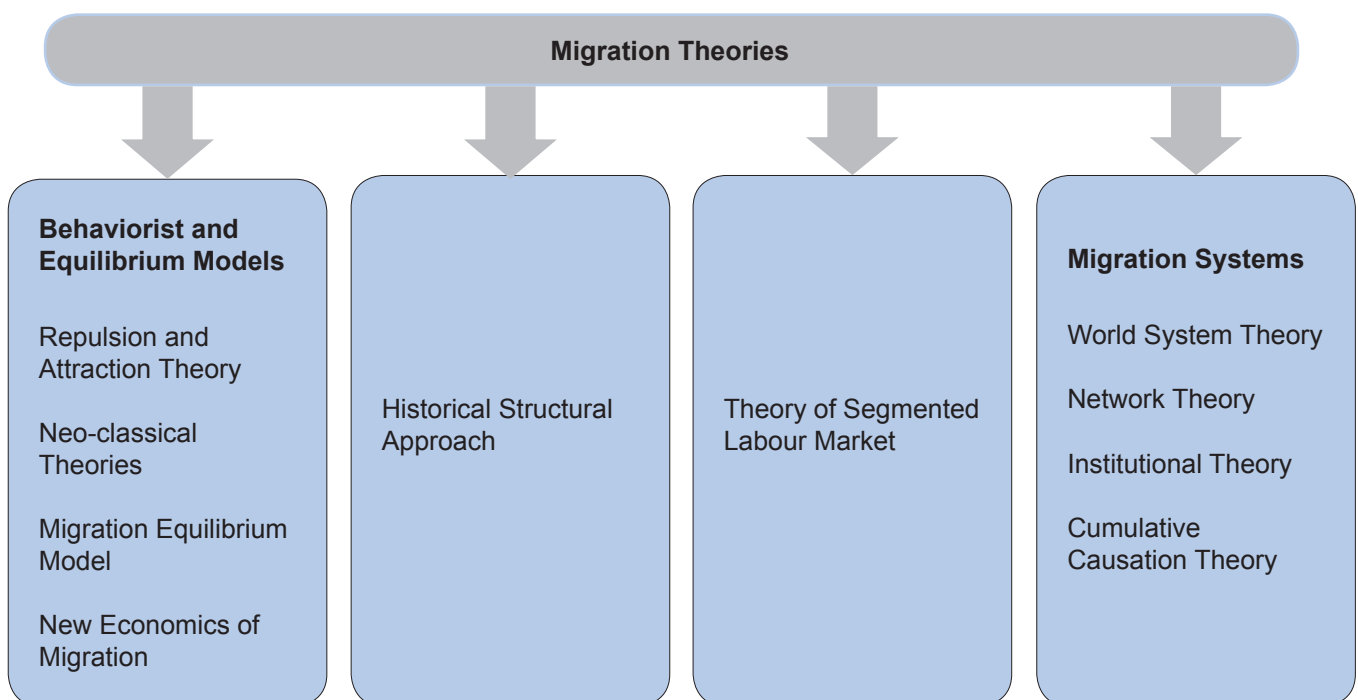 Migration Theories
Behaviorist and
Equilibrium Models
Repulsion and
Attraction Theory
Neo-classical
Theories
Migration Equilibrium
Model
New Economics of
Migration
Historical Structural
Approach
Theory of Segmented
Labour Market
Migration Systems
World System Theory
Network Theory
Institutional Theory
Cumulative
Causation Theory